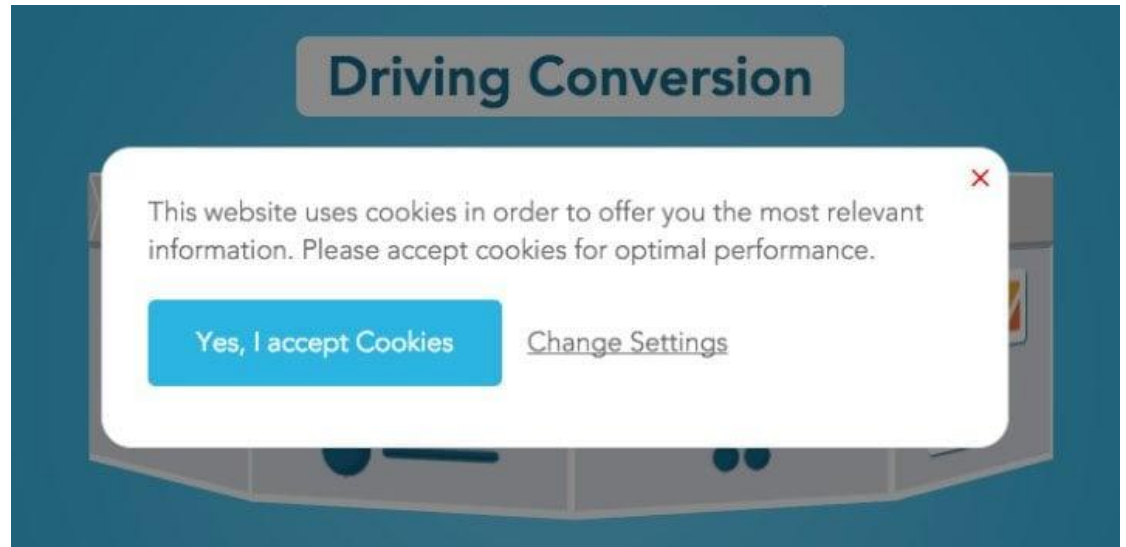 Driving Conversion
This website uses cookies in order to offer you the most relevant
information. Please accept cookies for optimal performance.
Yes, I accept Cookies Change Settings